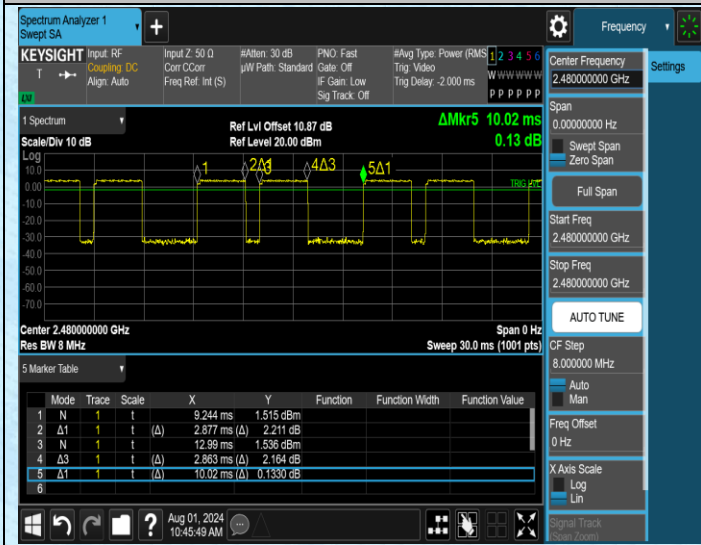 Spectrum Analyzer 1
Swept SA
+
Frequency
KEYSIGHT
Input: RF
Coupling: DC
Align: Auto
Input Z: 50 Ω
Corr CCorr
Freq Ref: Int (S)
#Atten: 30 dB
µW Path: Standard
PNO: Fast
Gate: Off
IF Gain: Low
Sig Track: Off
#Avg Type: Power (RMS
Trig: Video
Trig Delay: -2.000 ms
1 2 3 4 5 6
W W W W W W
P P P P P P
T
LXI
Settings
Center Frequency
2.480000000 GHz
Span
0.00000000 Hz
Swept Span
Zero Span
Full Span
Start Freq
2.480000000 GHz
Stop Freq
2.480000000 GHz
AUTO TUNE
CF Step
8.000000 MHz
Auto
Man
Freq Offset
0 Hz
X Axis Scale
Log
Lin
Signal Track
(Span Zoom)
1 Spectrum
Scale/Div 10 dB
Ref Lvl Offset 10.87 dB
Ref Level 20.00 dBm
ΔMkr5 10.02 ms
0.13 dB
Log
10.0
0.00
-10.0
-20.0
-30.0
-40.0
-50.0
-60.0
-70.0
1
2Δ1
3
4Δ3
5Δ1
TRIG LVL
Center 2.480000000 GHz
Res BW 8 MHz
Span 0 Hz
Sweep 30.0 ms (1001 pts)
5 Marker Table
Mode Trace Scale X Y Function Function Width Function Value
1 N 1 t 9.244 ms 1.515 dBm
2 Δ1 1 t (Δ) 2.877 ms (Δ) 2.211 dB
3 N 1 t 12.99 ms 1.536 dBm
4 Δ3 1 t (Δ) 2.863 ms (Δ) 2.164 dB
5 Δ1 1 t (Δ) 10.02 ms (Δ) 0.1330 dB
6
?
Aug 01, 2024
10:45:49 AM